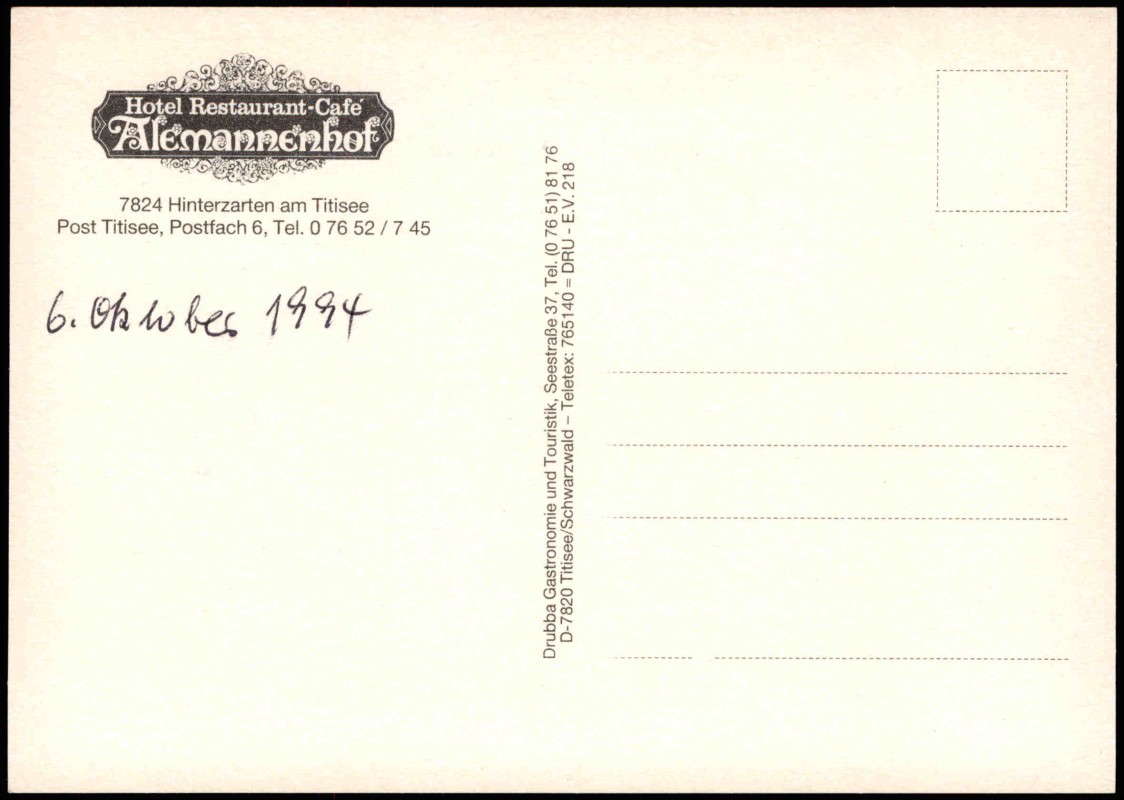 Hotel Restaurant-Café
Alemannenhof
7824 Hinterzarten am Titisee
Post Titisee, Postfach 6, Tel. 0 76 52 / 7 45
6. Oktober 1994
Drubba Gastronomie und Touristik, Seestraße 37, Tel. (0 76 51) 81 76
D-7820 Titisee/Schwarzwald – Teletex: 765140 = DRU - E.V. 218